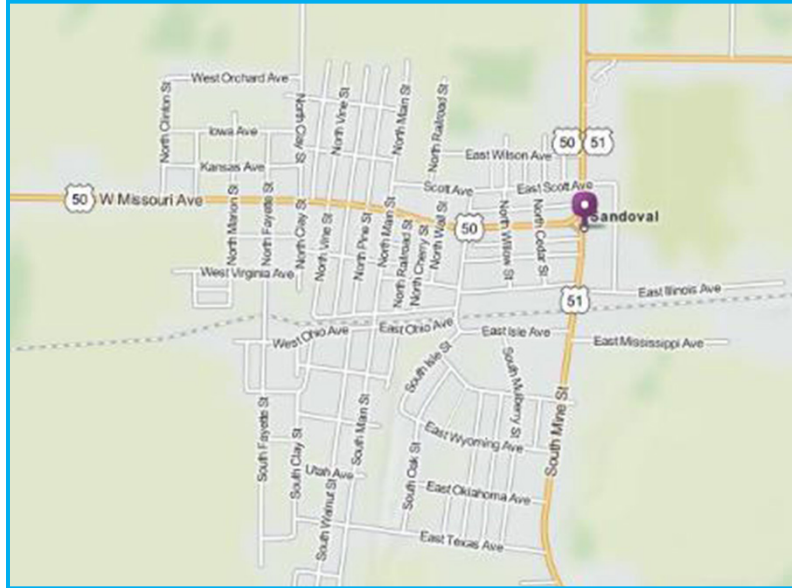 West Orchard Ave
North Clinton St
North Clay St
North Vine St
North Main St
North Railroad St
Iowa Ave
Kansas Ave
East Wilson Ave
50
51
Scott Ave
East Scott Ave
50
W Missouri Ave
North Marion St
North Fayette St
North Clay St
North Vine St
North Pine St
North Main St
North Railroad St
North Cherry St
North Wall St
50
North Willow St
North Cedar St
Sandoval
West Virginia Ave
51
East Illinois Ave
West Ohio Ave
East Ohio Ave
East Isle Ave
East Mississippi Ave
South Isle St
South Mulberry St
South Fayette St
South Clay St
South Main St
South Mine St
East Wyoming Ave
Utah Ave
South Walnut St
South Oak St
East Oklahoma Ave
East Texas Ave